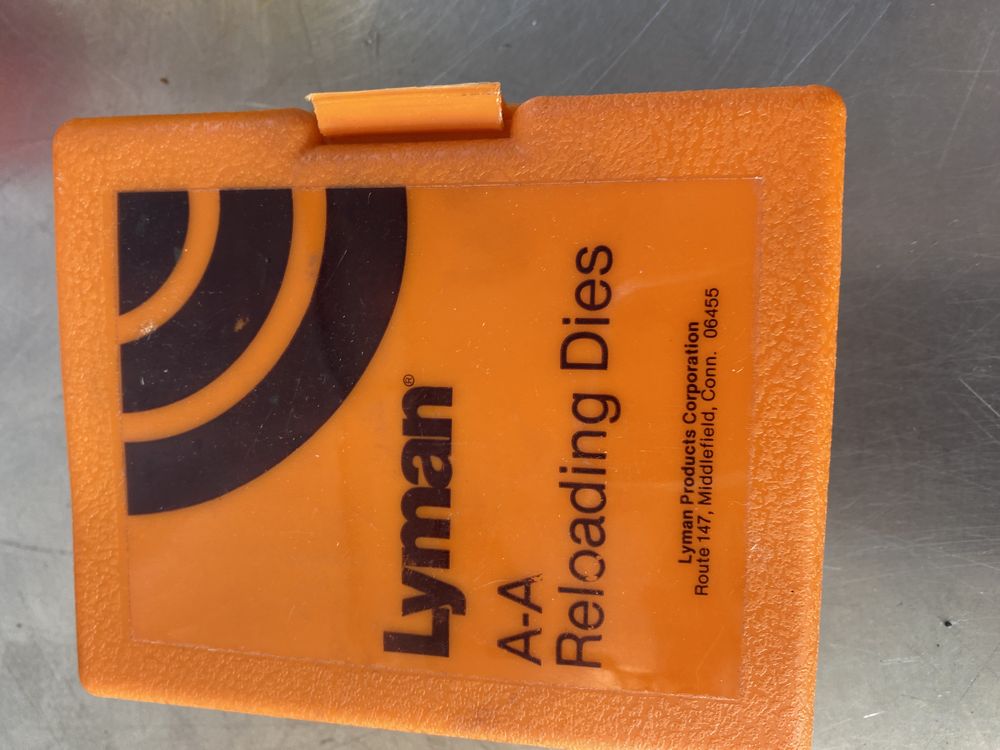 Lyman®
A-A
Reloading Dies
Lyman Products Corporation
Route 147, Middlefield, Conn. 06455